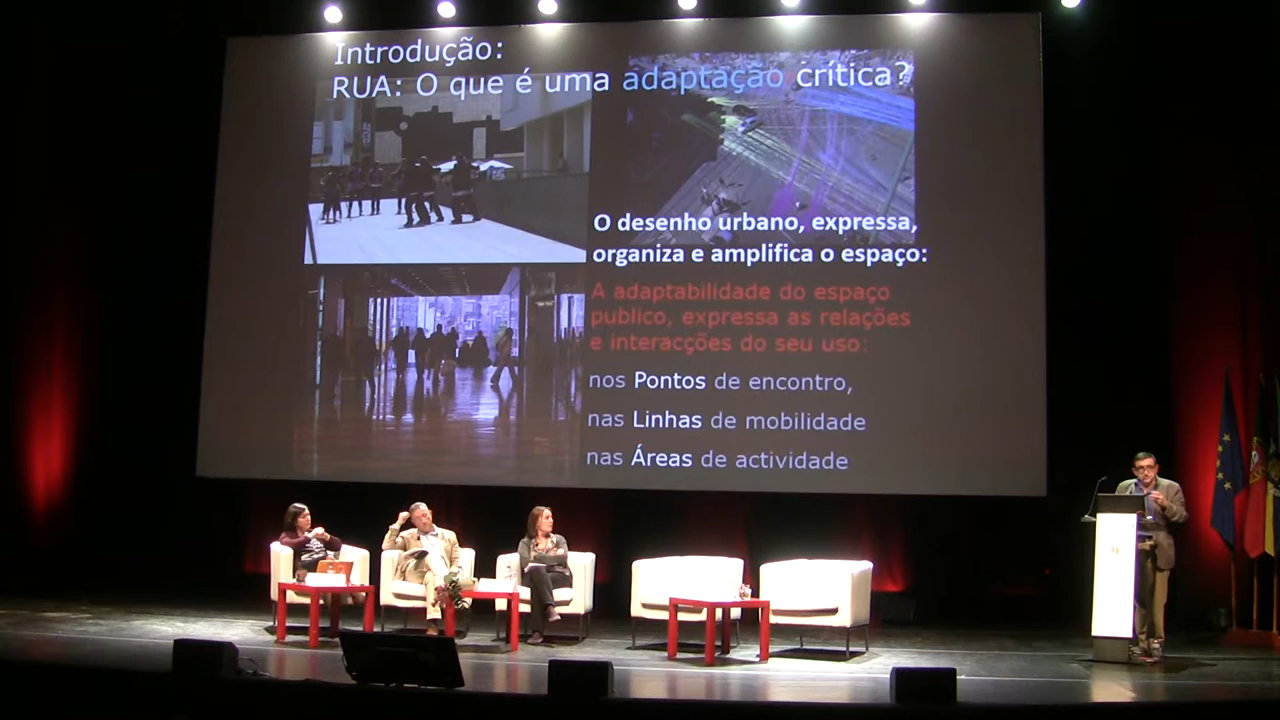 Introdução:
RUA: O que é uma adaptação crítica?
O desenho urbano, expressa,
organiza e amplifica o espaço:
A adaptabilidade do espaço
publico, expressa as relações
e interacções do seu uso:
nos Pontos de encontro,
nas Linhas de mobilidade
nas Áreas de actividade